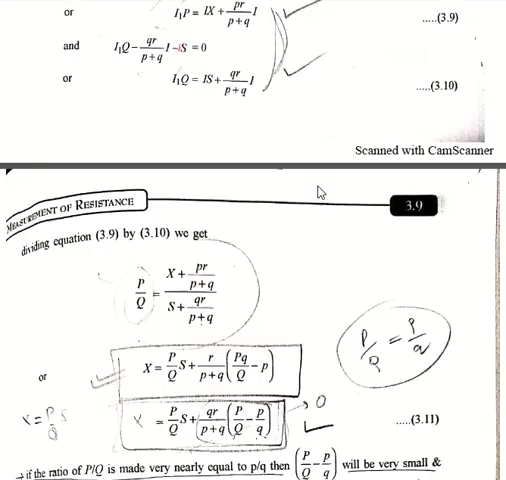 or I₁P = IX + pr/(p+q) I .....(3.9)
and I₁Q − qr/(p+q) I − IS = 0
or I₁Q = IS + qr/(p+q) I .....(3.10)
Scanned with CamScanner
MEASUREMENT OF RESISTANCE 3.9
dividing equation (3.9) by (3.10) we get
P/Q = (X + pr/(p+q)) / (S + qr/(p+q))
P/Q = p/q
or X = P/Q S + r/(p+q) (Pq/Q − p)
X = P/Q S
X = P/Q S + qr/(p+q) (P/Q − p/q) → 0 .....(3.11)
→ if the ratio of P/Q is made very nearly equal to p/q then (P/Q − p/q) will be very small &